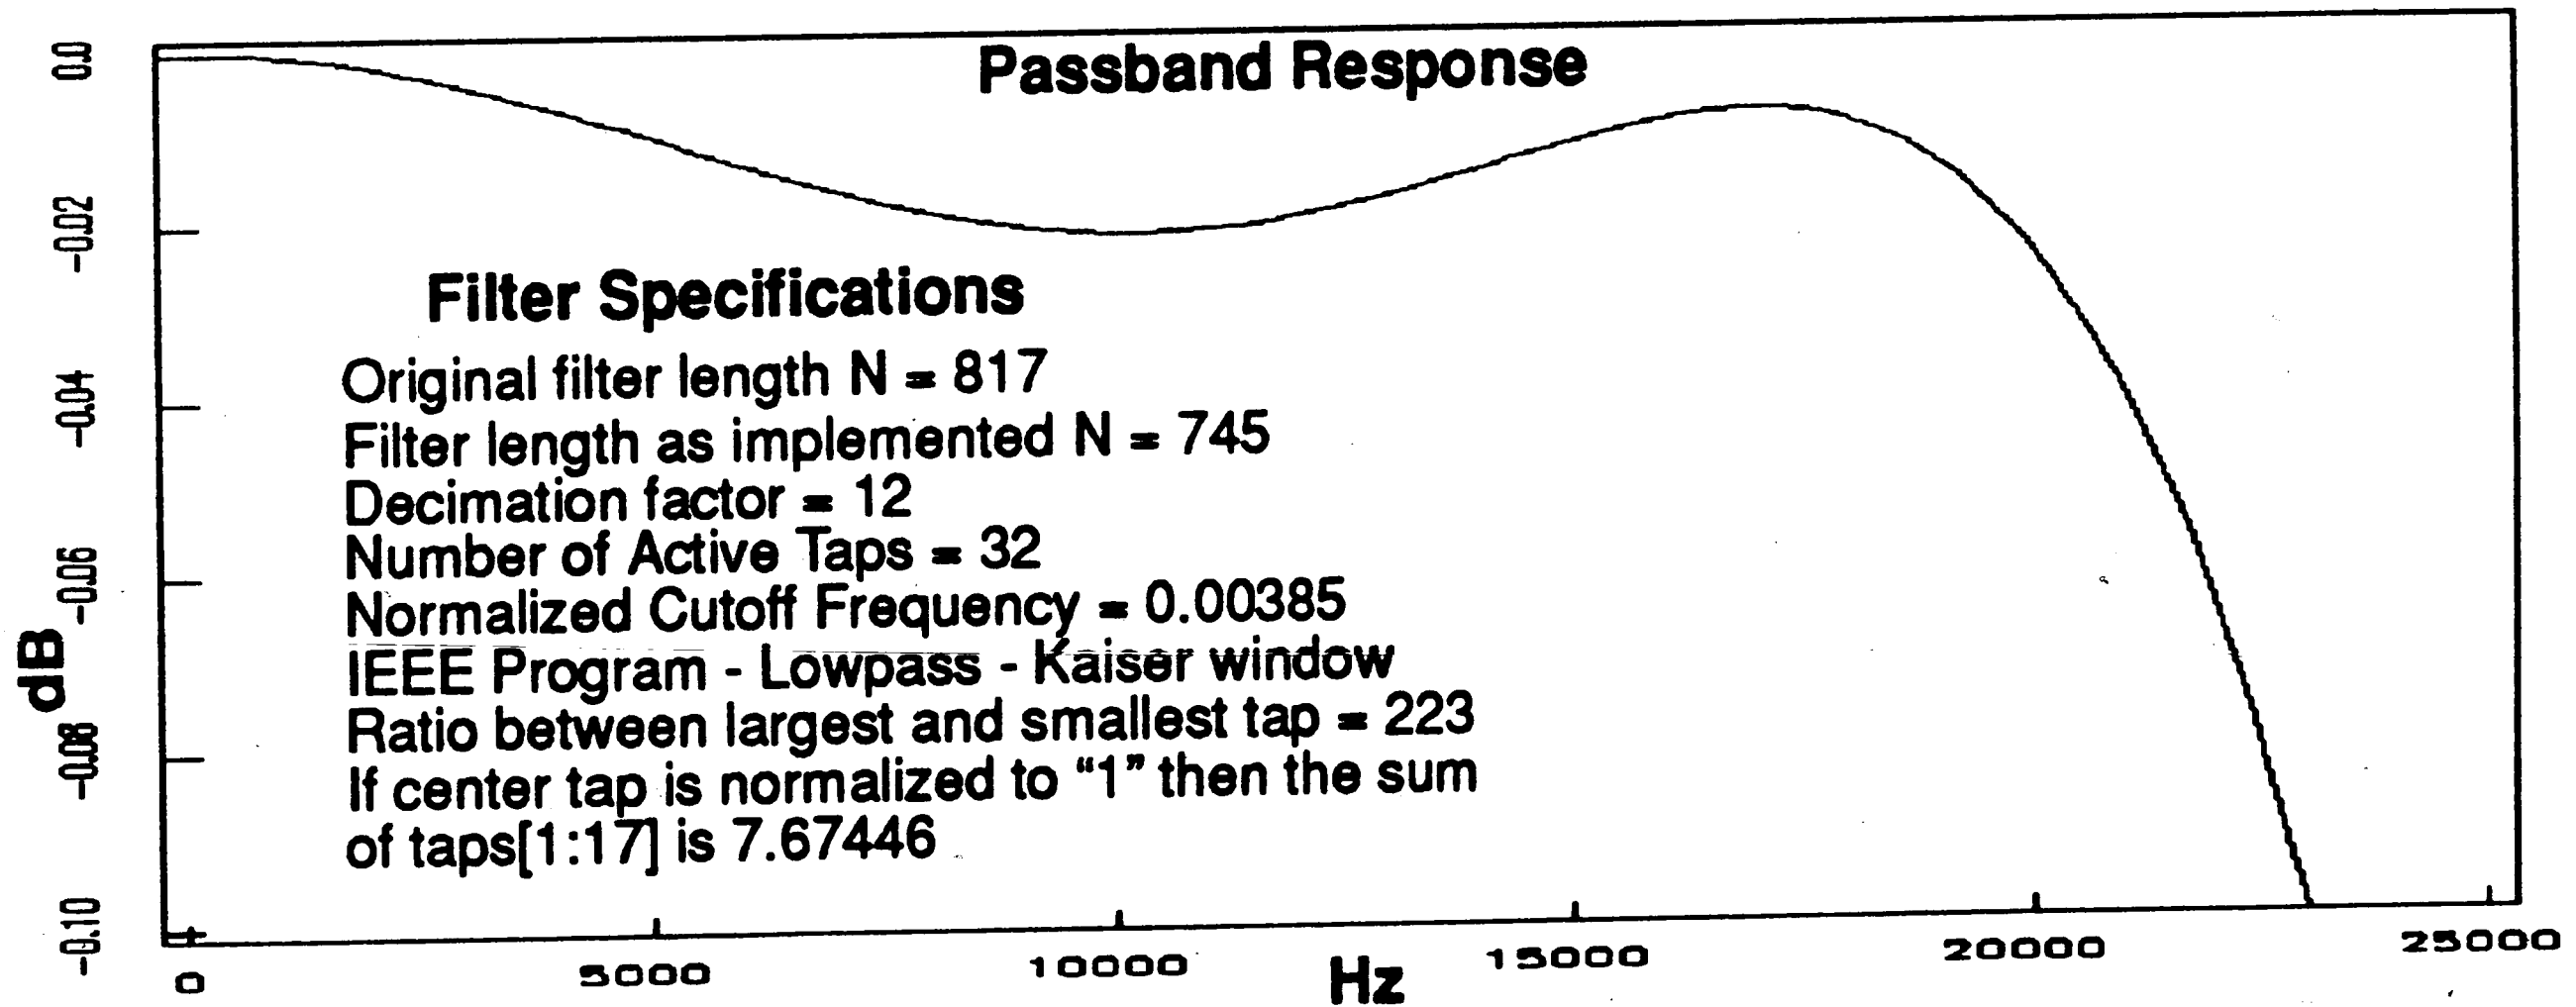 Passband Response
0.0
-0.02
-0.04
-0.06
-0.08
-0.10
dB
Filter Specifications
Original filter length N = 817
Filter length as implemented N = 745
Decimation factor = 12
Number of Active Taps = 32
Normalized Cutoff Frequency = 0.00385
IEEE Program - Lowpass - Kaiser window
Ratio between largest and smallest tap = 223
If center tap is normalized to “1” then the sum
of taps[1:17] is 7.67446
0 5000 10000 15000 20000 25000
Hz